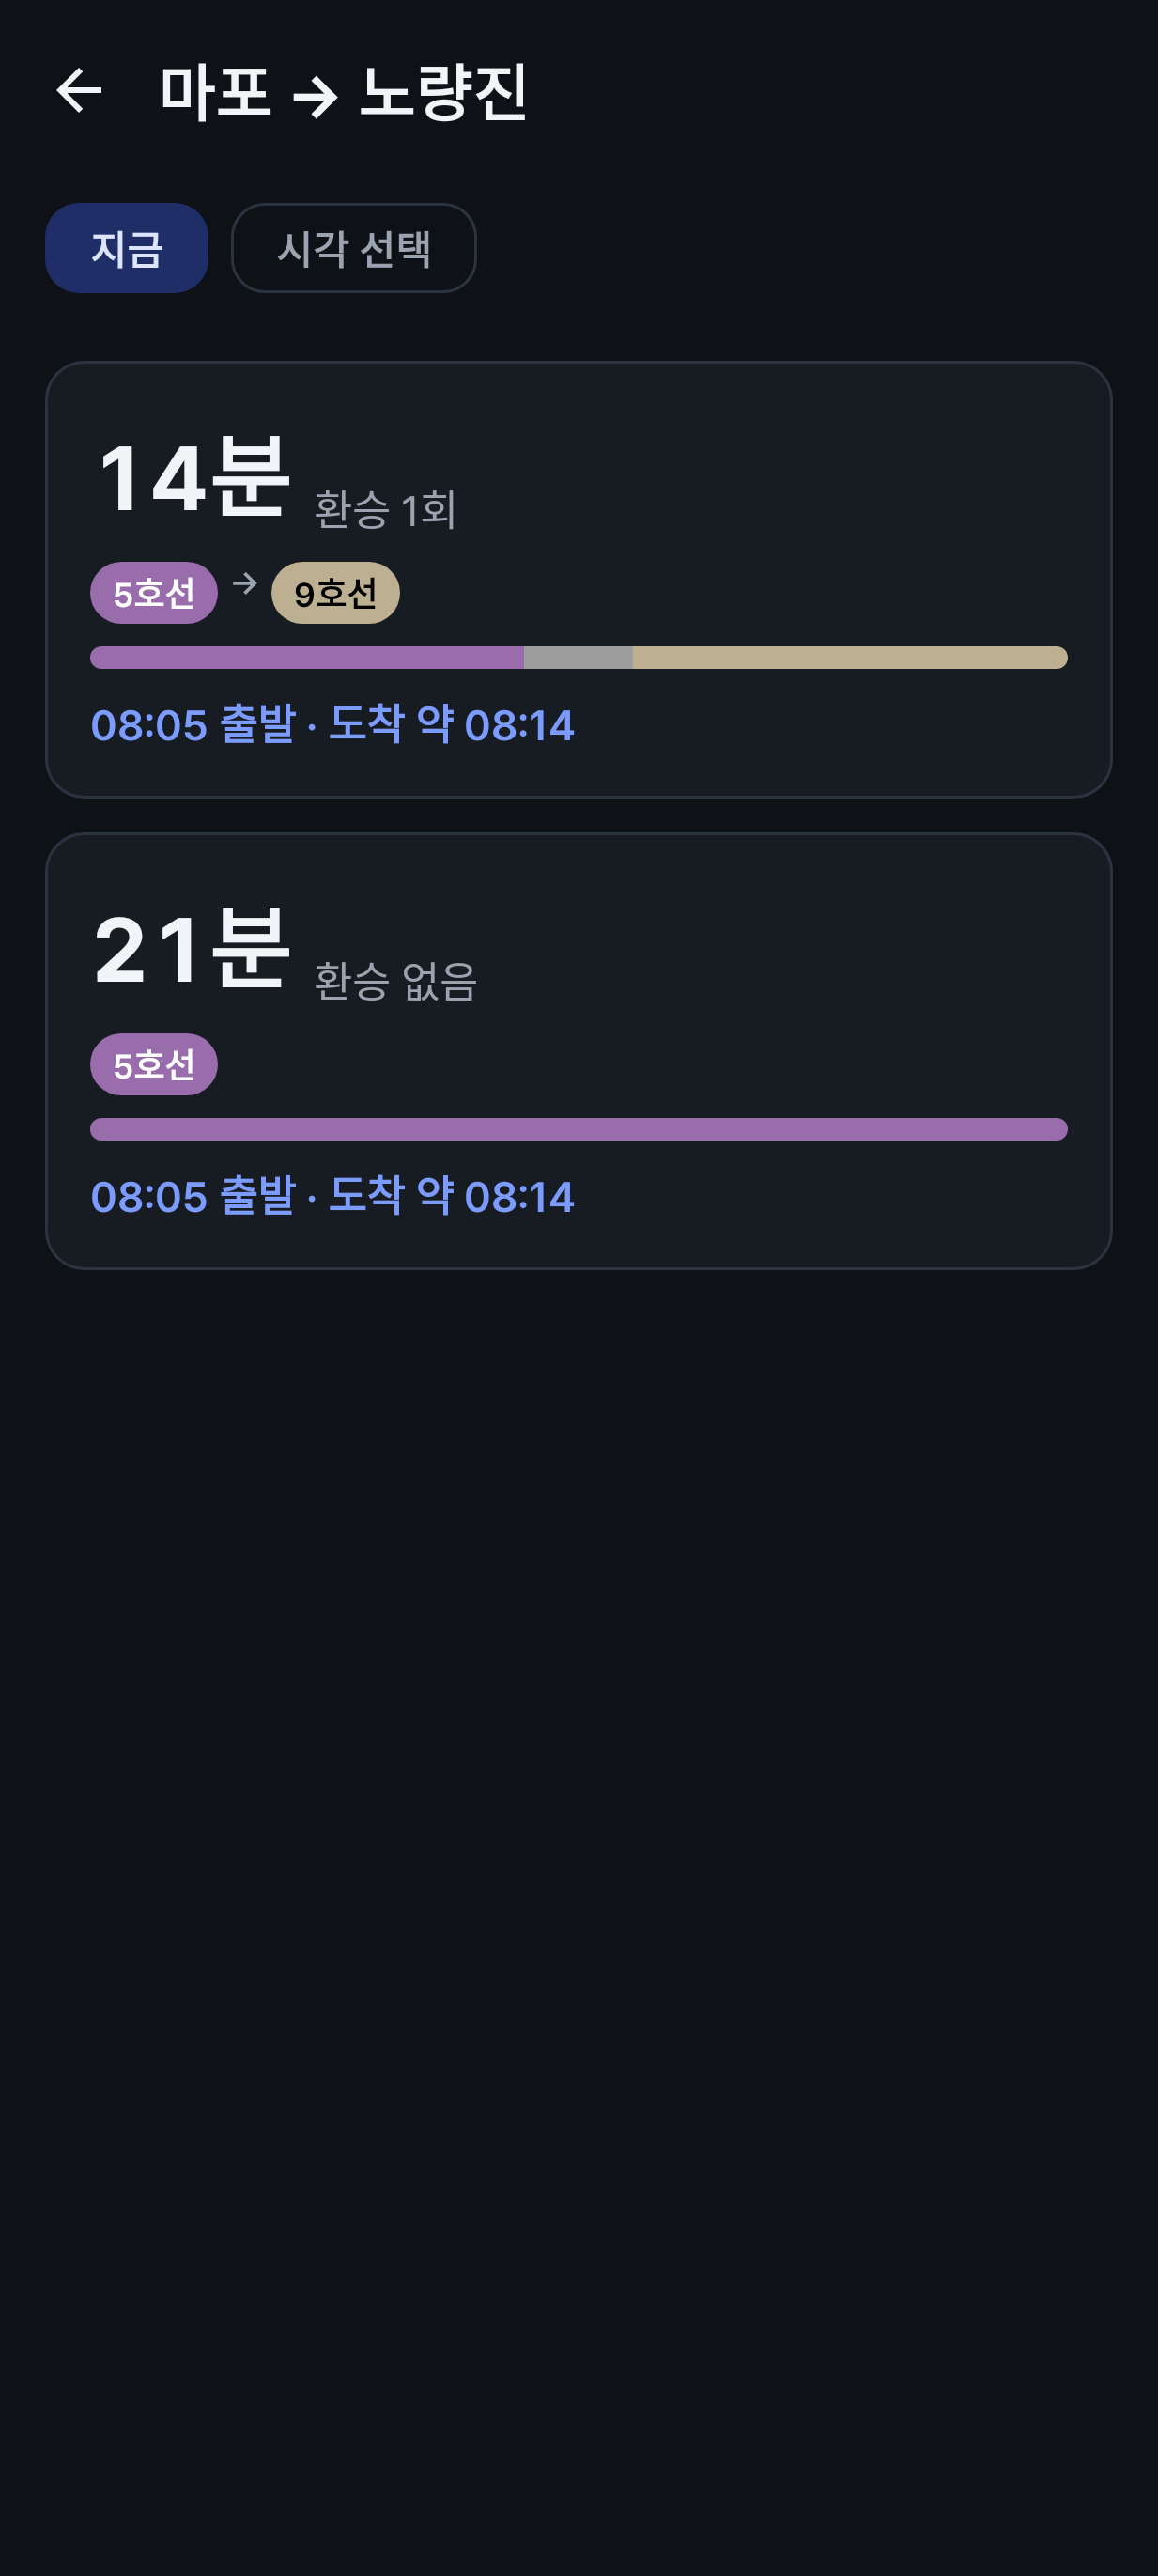 ← 마포 → 노량진
지금 시각 선택
14분 환승 1회
5호선 → 9호선
08:05 출발 · 도착 약 08:14
21분 환승 없음
5호선
08:05 출발 · 도착 약 08:14